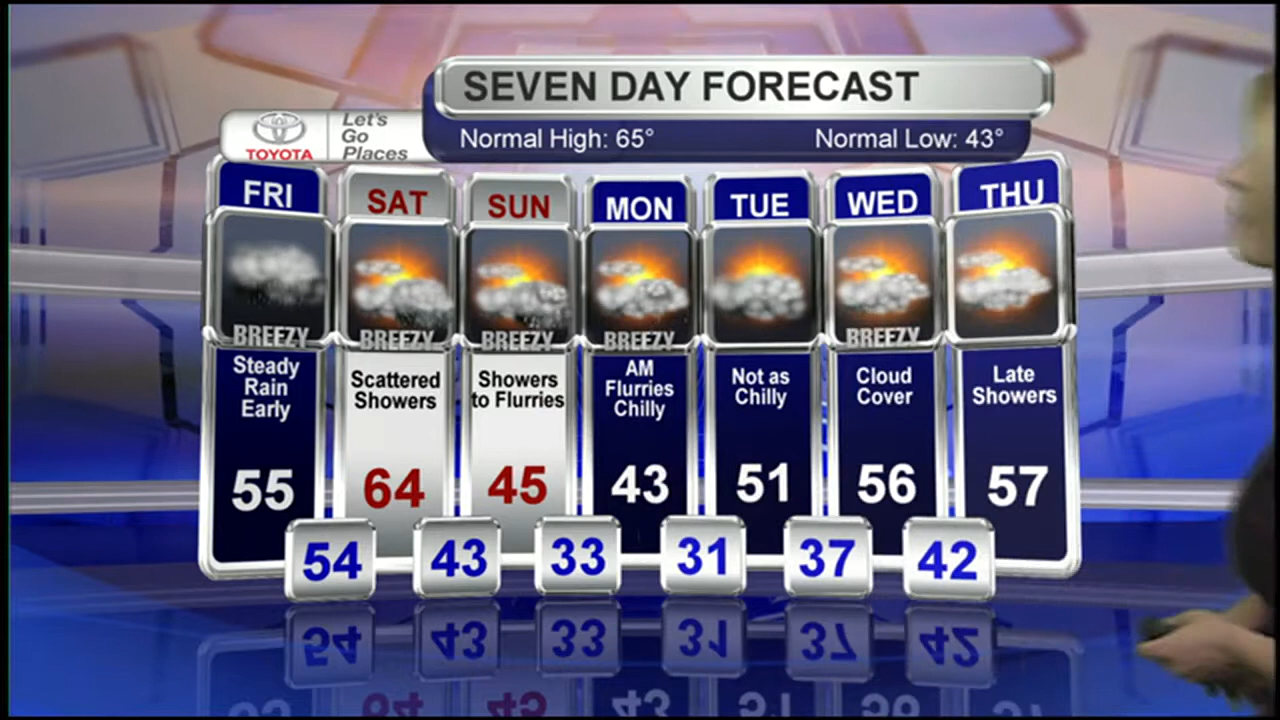 SEVEN DAY FORECAST
Normal High: 65° Normal Low: 43°
TOYOTA
Let's
Go
Places
FRI
BREEZY
Steady
Rain
Early
55
SAT
BREEZY
Scattered
Showers
64
SUN
BREEZY
Showers
to Flurries
45
MON
BREEZY
AM
Flurries
Chilly
43
TUE
Not as
Chilly
51
WED
BREEZY
Cloud
Cover
56
THU
Late
Showers
57
54 43 33 31 37 42